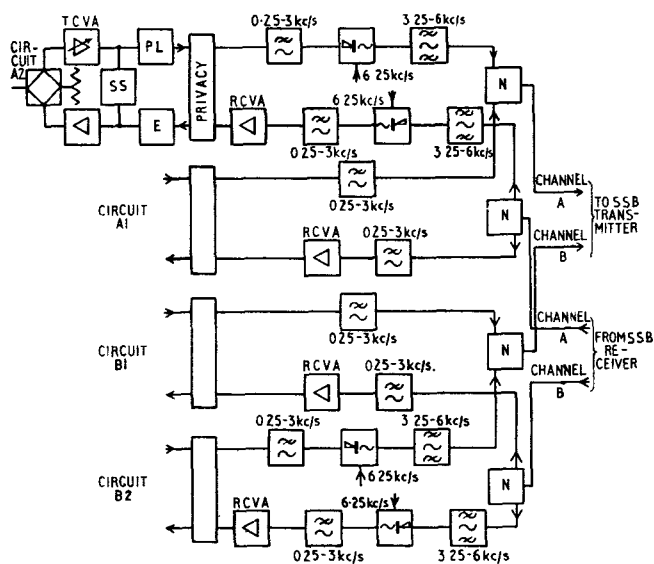 CIR-
CUIT
A2
TCVA
PL
SS
E
PRIVACY
0·25-3kc/s
6 25kc/s
3 25-6kc/s
N
RCVA
0 25-3kc/s
6 25kc/s
3 25-6kc/s
CIRCUIT
A1
0 25-3kc/s
RCVA
0 25-3kc/s
N
CHANNEL
A
CHANNEL
B
TO SSB
TRANS-
MITTER
CIRCUIT
B1
0 25-3kc/s
RCVA
0 25-3kc/s.
N
CHANNEL
A
CHANNEL
B
FROM SSB
RE-
CEIVER
CIRCUIT
B2
0 25-3kc/s
6 25kc/s
3 25-6kc/s
RCVA
0 25-3kc/s
6·25kc/s
3 25-6kc/s
N